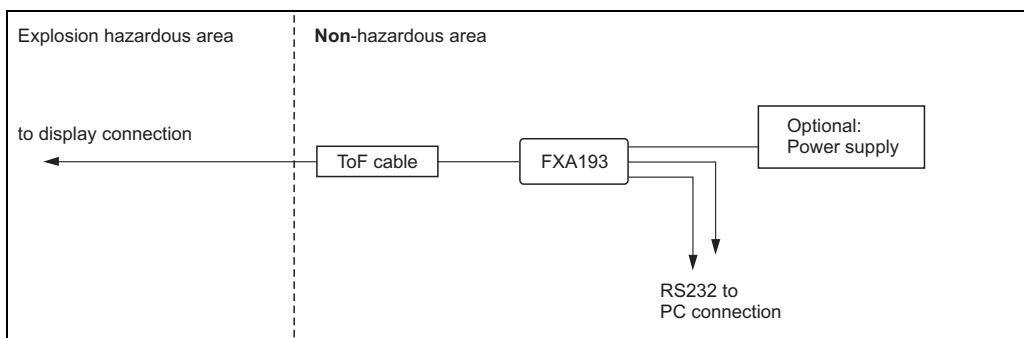 Explosion hazardous area
Non-hazardous area
to display connection
ToF cable
FXA193
Optional:
Power supply
RS232 to
PC connection